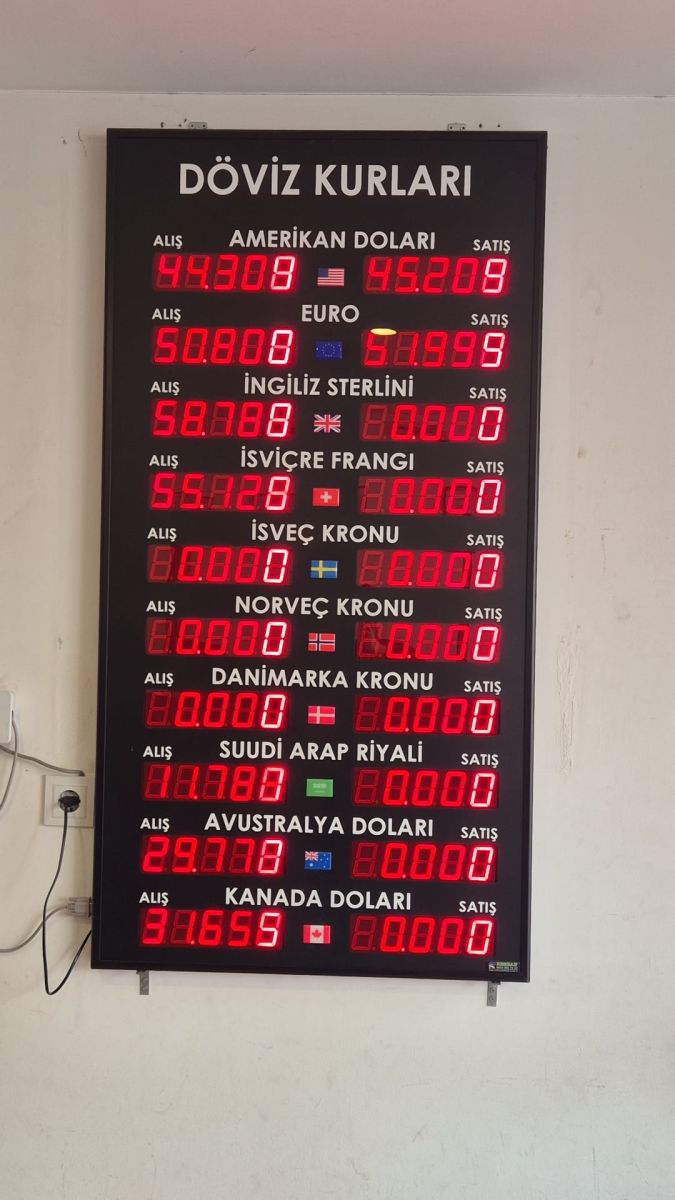 DÖVİZ KURLARI
ALIŞ AMERİKAN DOLARI SATIŞ
44.308 45.209
ALIŞ EURO SATIŞ
50.808 51.999
ALIŞ İNGİLİZ STERLİNİ SATIŞ
58.788 0.000
ALIŞ İSVİÇRE FRANGI SATIŞ
55.128 0.000
ALIŞ İSVEÇ KRONU SATIŞ
0.000 0.000
ALIŞ NORVEÇ KRONU SATIŞ
0.000 0.000
ALIŞ DANİMARKA KRONU SATIŞ
0.000 0.000
ALIŞ SUUDİ ARAP RİYALİ SATIŞ
11.780 0.000
ALIŞ AVUSTRALYA DOLARI SATIŞ
29.770 0.000
ALIŞ KANADA DOLARI SATIŞ
31.655 0.000